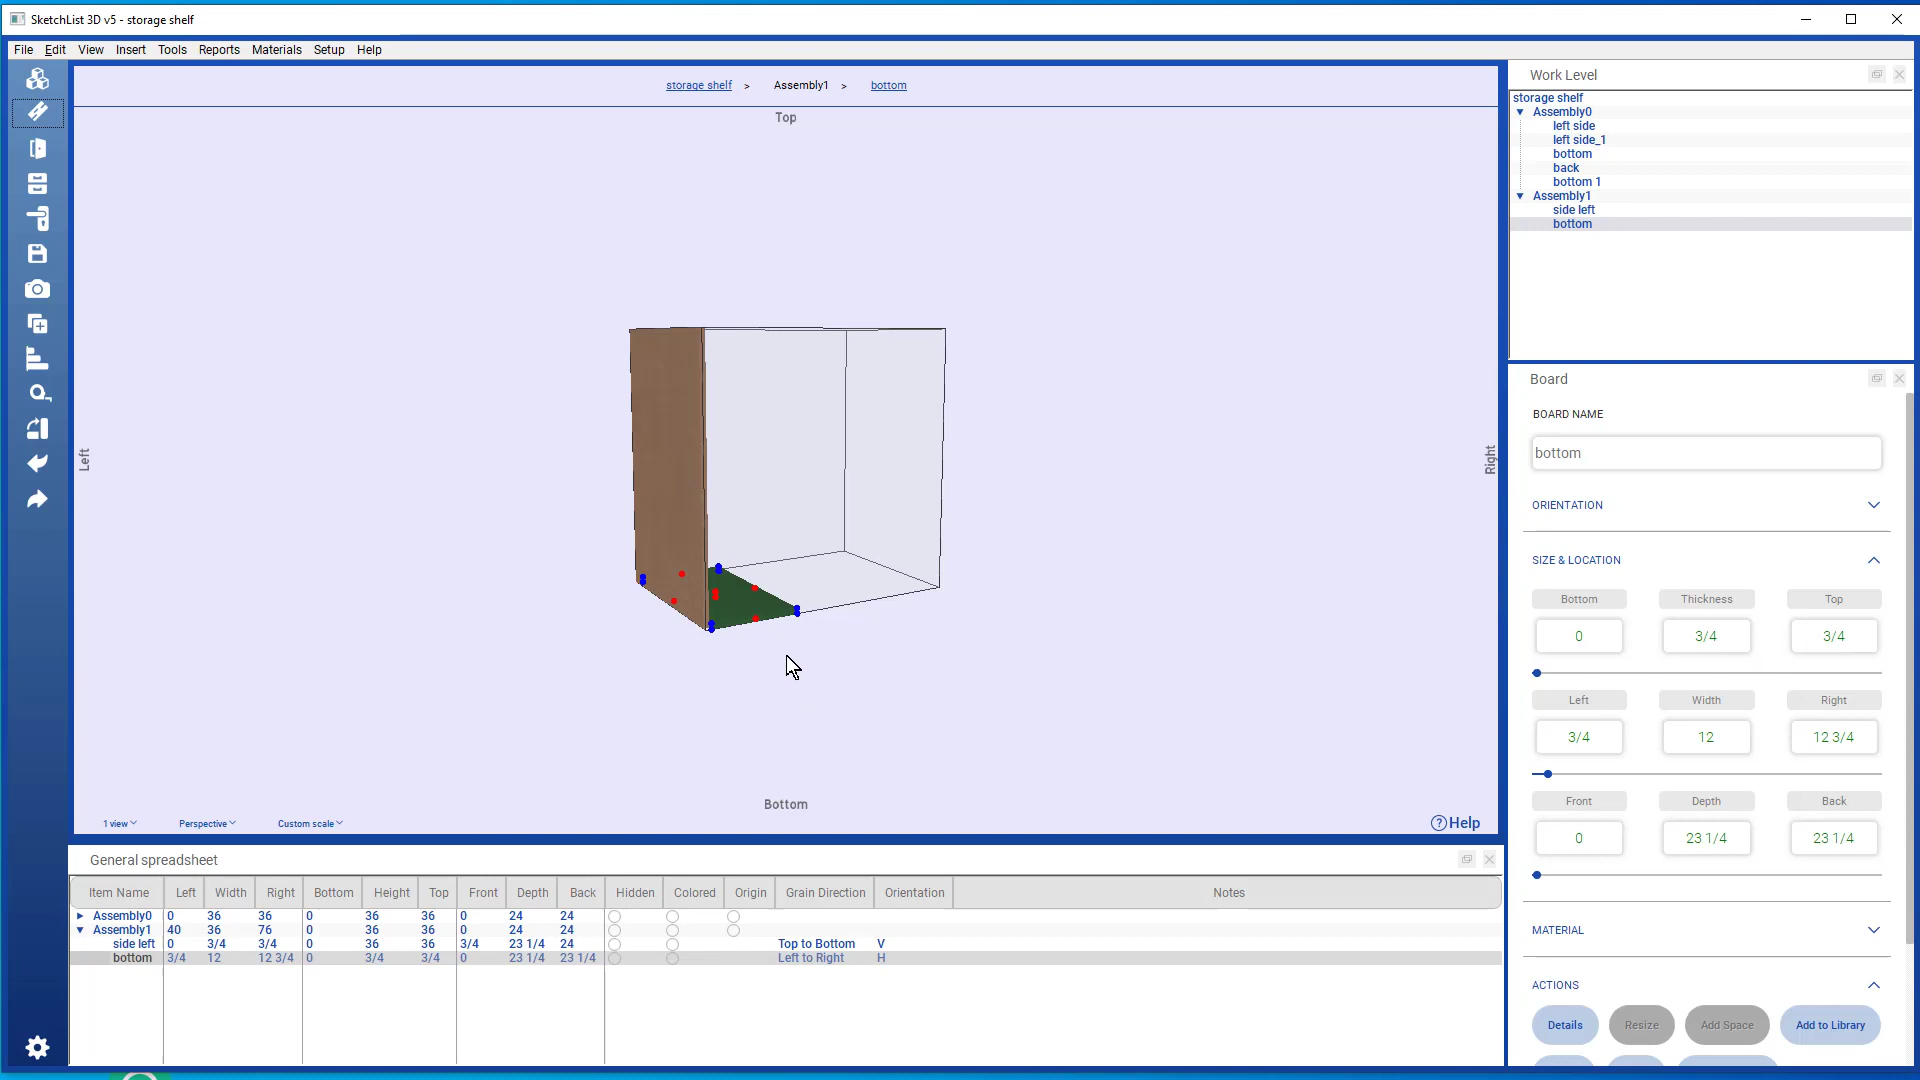 SketchList 3D v5 - storage shelf
File Edit View Insert Tools Reports Materials Setup Help
storage shelf > Assembly1 > bottom
Top
Left
Right
Bottom
1 view Perspective Custom scale
Help
Work Level
storage shelf
Assembly0
left side
left side_1
bottom
back
bottom 1
Assembly1
side left
bottom
Board
BOARD NAME
bottom
ORIENTATION
SIZE & LOCATION
Bottom Thickness Top
0 3/4 3/4
Left Width Right
3/4 12 12 3/4
Front Depth Back
0 23 1/4 23 1/4
MATERIAL
ACTIONS
Details Resize Add Space Add to Library
General spreadsheet
Item Name Left Width Right Bottom Height Top Front Depth Back Hidden Colored Origin Grain Direction Orientation Notes
Assembly0 0 36 36 0 36 36 0 24 24
Assembly1 40 36 76 0 36 36 0 24 24
side left 0 3/4 3/4 0 36 36 3/4 23 1/4 24 Top to Bottom V
bottom 3/4 12 12 3/4 0 3/4 3/4 0 23 1/4 23 1/4 Left to Right H